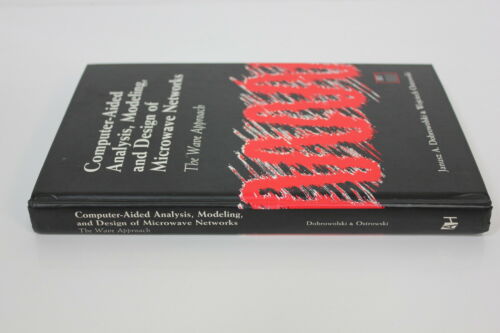 Computer-Aided
Analysis, Modeling,
and Design of
Microwave Networks
The Wave Approach
Janusz A. Dobrowolski & Wojciech Ostrowski
Computer-Aided Analysis, Modeling,
and Design of Microwave Networks
The Wave Approach
Dobrowolski & Ostrowski
AH